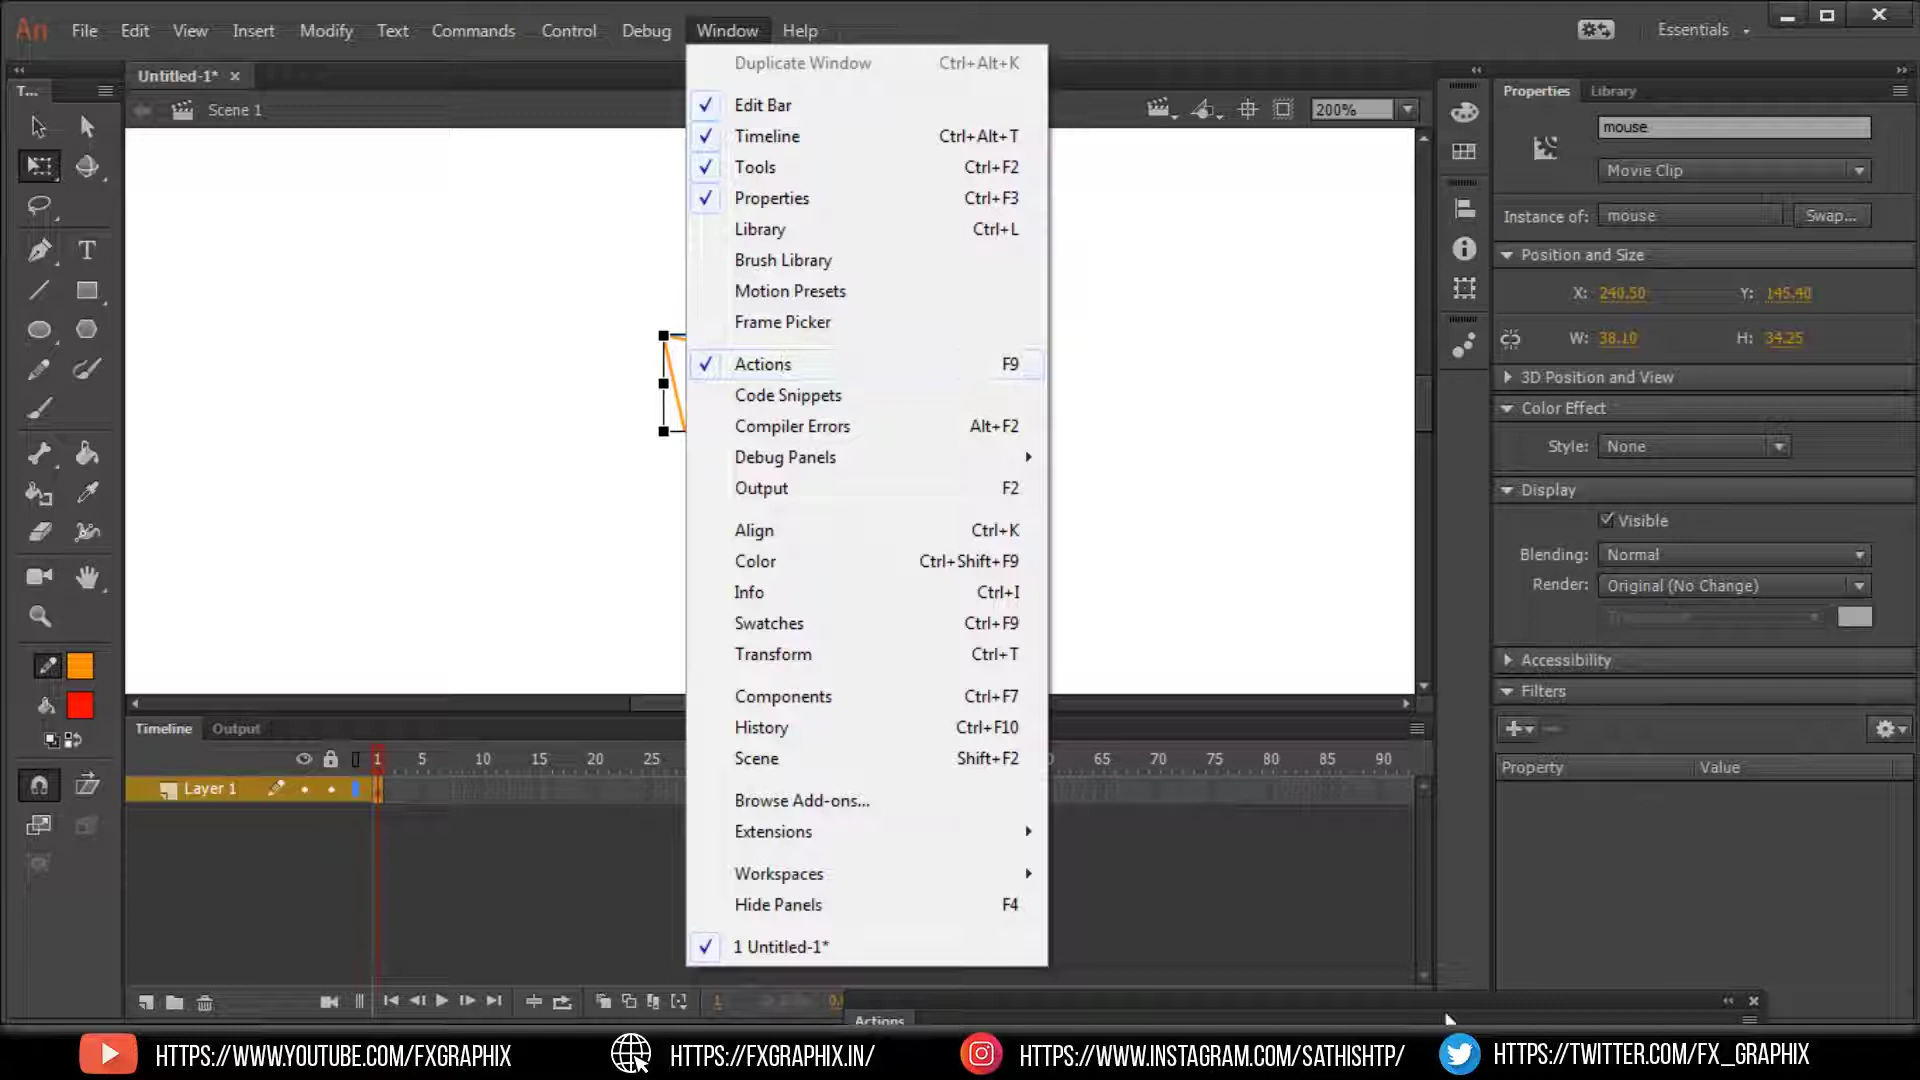 An File Edit View Insert Modify Text Commands Control Debug Window Help Essentials
Untitled-1*
Scene 1
200%
T...
Duplicate Window Ctrl+Alt+K
Edit Bar
Timeline Ctrl+Alt+T
Tools Ctrl+F2
Properties Ctrl+F3
Library Ctrl+L
Brush Library
Motion Presets
Frame Picker
Actions F9
Code Snippets
Compiler Errors Alt+F2
Debug Panels
Output F2
Align Ctrl+K
Color Ctrl+Shift+F9
Info Ctrl+I
Swatches Ctrl+F9
Transform Ctrl+T
Components Ctrl+F7
History Ctrl+F10
Scene Shift+F2
Browse Add-ons...
Extensions
Workspaces
Hide Panels F4
1 Untitled-1*
Properties Library
mouse
Movie Clip
Instance of: mouse Swap...
Position and Size
X: 240.50 Y: 145.40
W: 38.10 H: 34.25
3D Position and View
Color Effect
Style: None
Display
Visible
Blending: Normal
Render: Original (No Change)
Accessibility
Filters
Property Value
Timeline Output
1 5 10 15 20 25 65 70 75 80 85 90
Layer 1
1
Actions
HTTPS://WWW.YOUTUBE.COM/FXGRAPHIX
HTTPS://FXGRAPHIX.IN/
HTTPS://WWW.INSTAGRAM.COM/SATHISHTP/
HTTPS://TWITTER.COM/FX_GRAPHIX